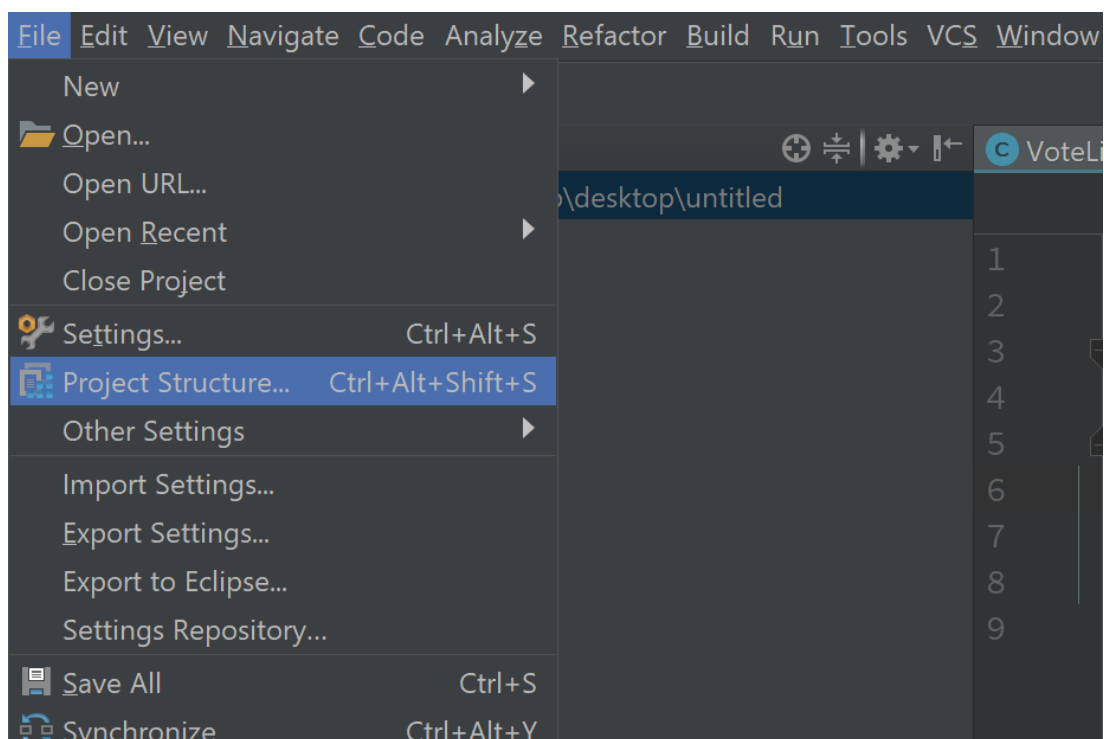 File Edit View Navigate Code Analyze Refactor Build Run Tools VCS Window
New
Open...
Open URL...
Open Recent
Close Project
Settings... Ctrl+Alt+S
Project Structure... Ctrl+Alt+Shift+S
Other Settings
Import Settings...
Export Settings...
Export to Eclipse...
Settings Repository...
Save All Ctrl+S
Synchronize Ctrl+Alt+Y
\desktop\untitled
C VoteLi
1
2
3
4
5
6
7
8
9